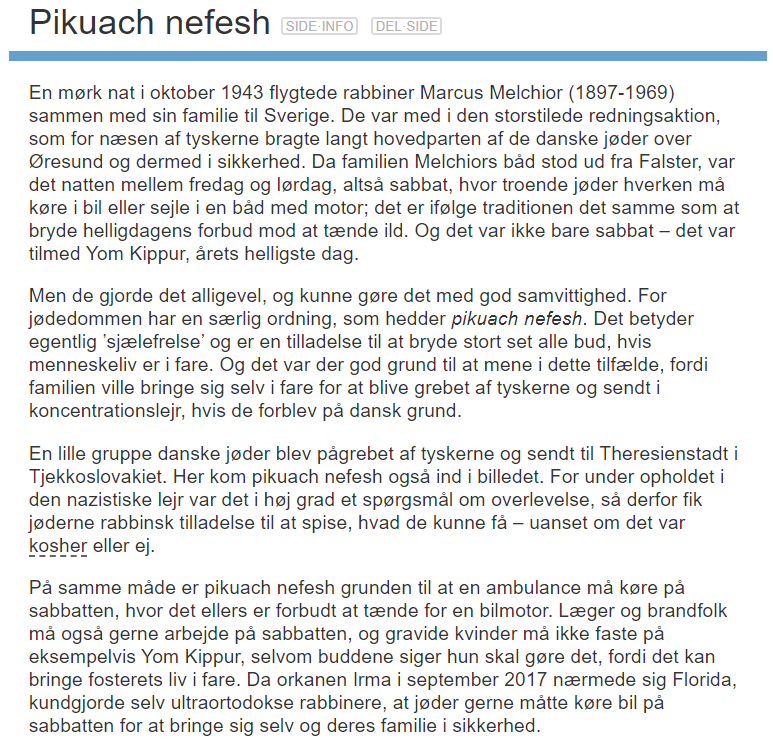 Pikuach nefesh SIDE·INFO DEL·SIDE
En mørk nat i oktober 1943 flygtede rabbiner Marcus Melchior (1897-1969)
sammen med sin familie til Sverige. De var med i den storstilede redningsaktion,
som for næsen af tyskerne bragte langt hovedparten af de danske jøder over
Øresund og dermed i sikkerhed. Da familien Melchiors båd stod ud fra Falster, var
det natten mellem fredag og lørdag, altså sabbat, hvor troende jøder hverken må
køre i bil eller sejle i en båd med motor; det er ifølge traditionen det samme som at
bryde helligdagens forbud mod at tænde ild. Og det var ikke bare sabbat – det var
tilmed Yom Kippur, årets helligste dag.
Men de gjorde det alligevel, og kunne gøre det med god samvittighed. For
jødedommen har en særlig ordning, som hedder pikuach nefesh. Det betyder
egentlig ’sjælefrelse’ og er en tilladelse til at bryde stort set alle bud, hvis
menneskeliv er i fare. Og det var der god grund til at mene i dette tilfælde, fordi
familien ville bringe sig selv i fare for at blive grebet af tyskerne og sendt i
koncentrationslejr, hvis de forblev på dansk grund.
En lille gruppe danske jøder blev pågrebet af tyskerne og sendt til Theresienstadt i
Tjekkoslovakiet. Her kom pikuach nefesh også ind i billedet. For under opholdet i
den nazistiske lejr var det i høj grad et spørgsmål om overlevelse, så derfor fik
jøderne rabbinsk tilladelse til at spise, hvad de kunne få – uanset om det var
kosher eller ej.
På samme måde er pikuach nefesh grunden til at en ambulance må køre på
sabbatten, hvor det ellers er forbudt at tænde for en bilmotor. Læger og brandfolk
må også gerne arbejde på sabbatten, og gravide kvinder må ikke faste på
eksempelvis Yom Kippur, selvom buddene siger hun skal gøre det, fordi det kan
bringe fosterets liv i fare. Da orkanen Irma i september 2017 nærmede sig Florida,
kundgjorde selv ultraortodokse rabbinere, at jøder gerne måtte køre bil på
sabbatten for at bringe sig selv og deres familie i sikkerhed.